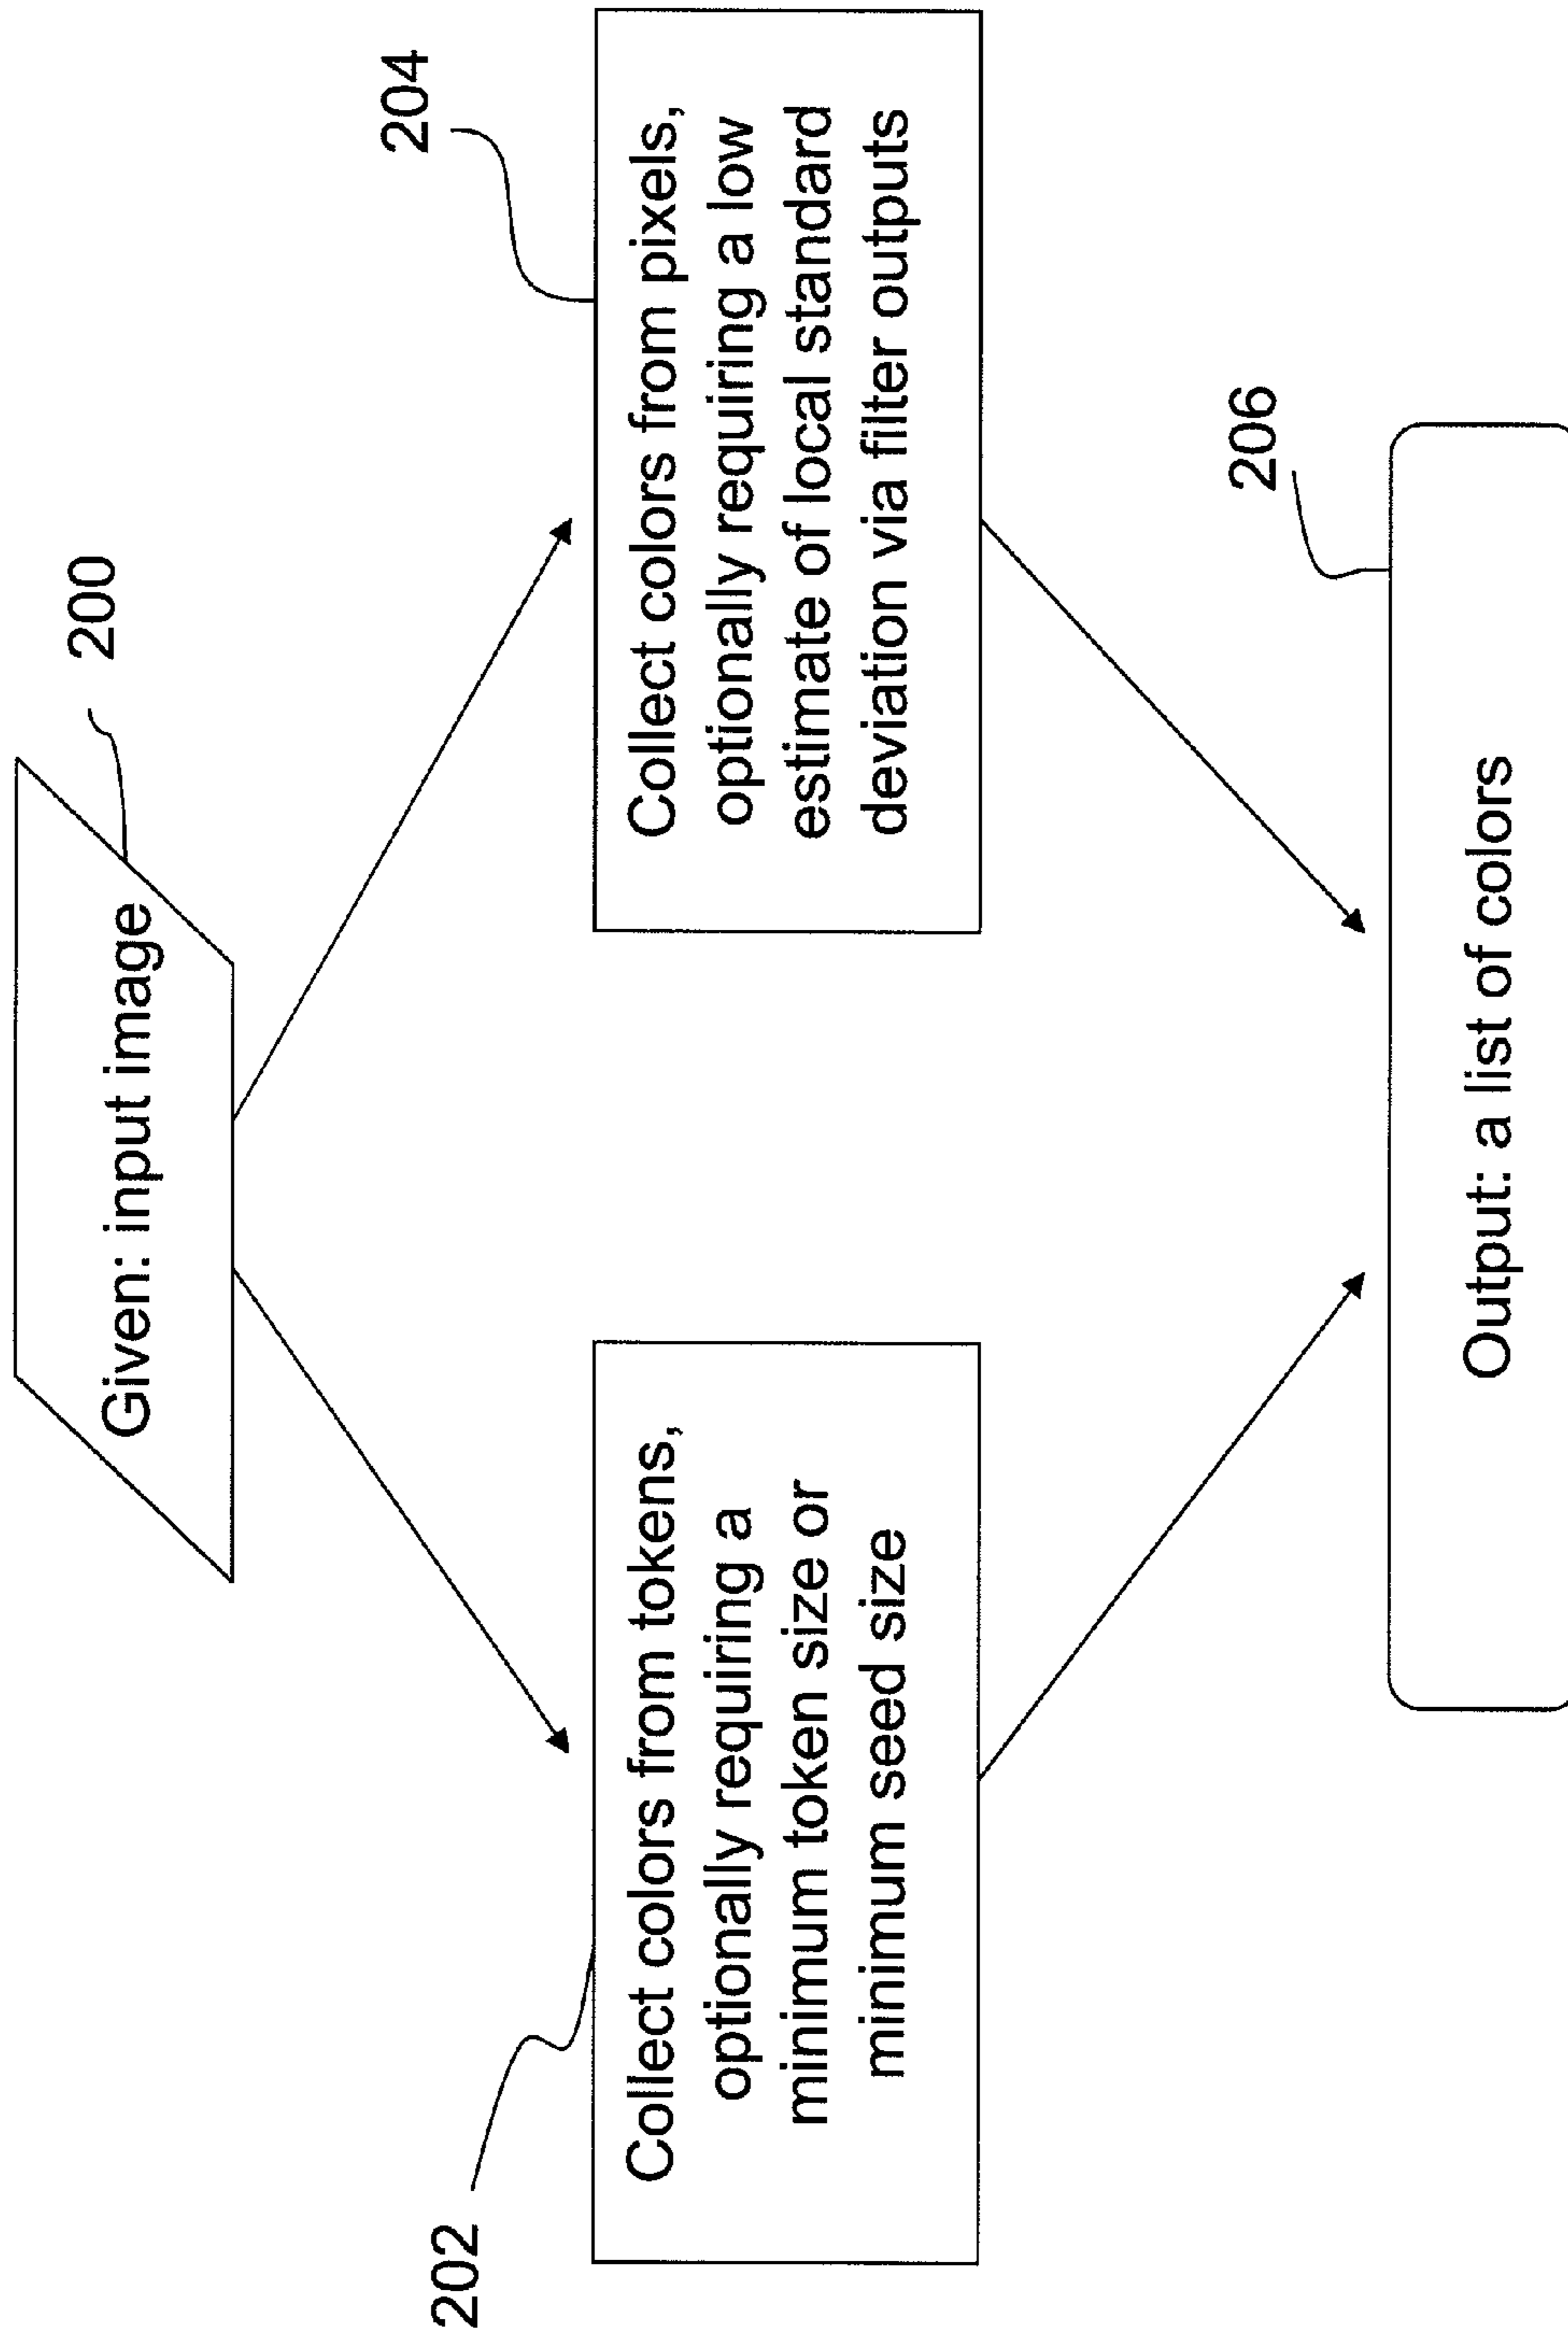 200
Given: input image
202
Collect colors from tokens,
optionally requiring a
minimum token size or
minimum seed size
204
Collect colors from pixels,
optionally requiring a low
estimate of local standard
deviation via filter outputs
206
Output: a list of colors